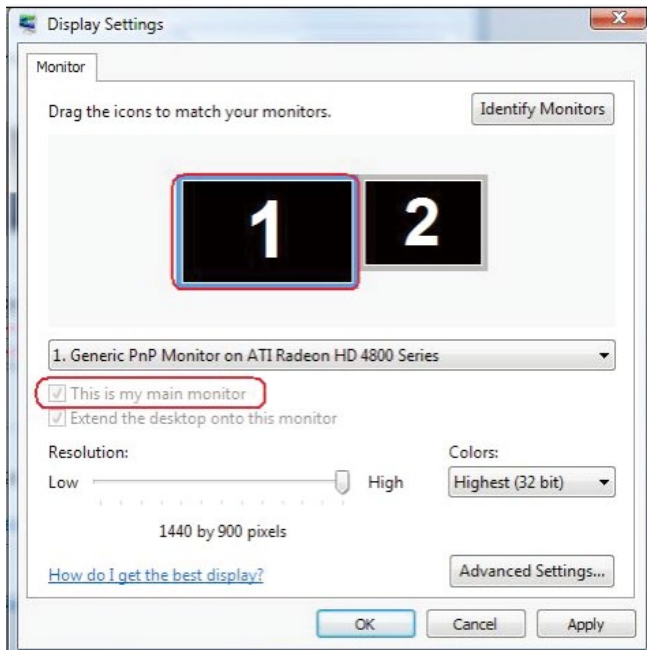 Display Settings
Monitor
Drag the icons to match your monitors.
Identify Monitors
1
2
1. Generic PnP Monitor on ATI Radeon HD 4800 Series
This is my main monitor
Extend the desktop onto this monitor
Resolution:
Colors:
Low
High
Highest (32 bit)
1440 by 900 pixels
How do I get the best display?
Advanced Settings...
OK
Cancel
Apply